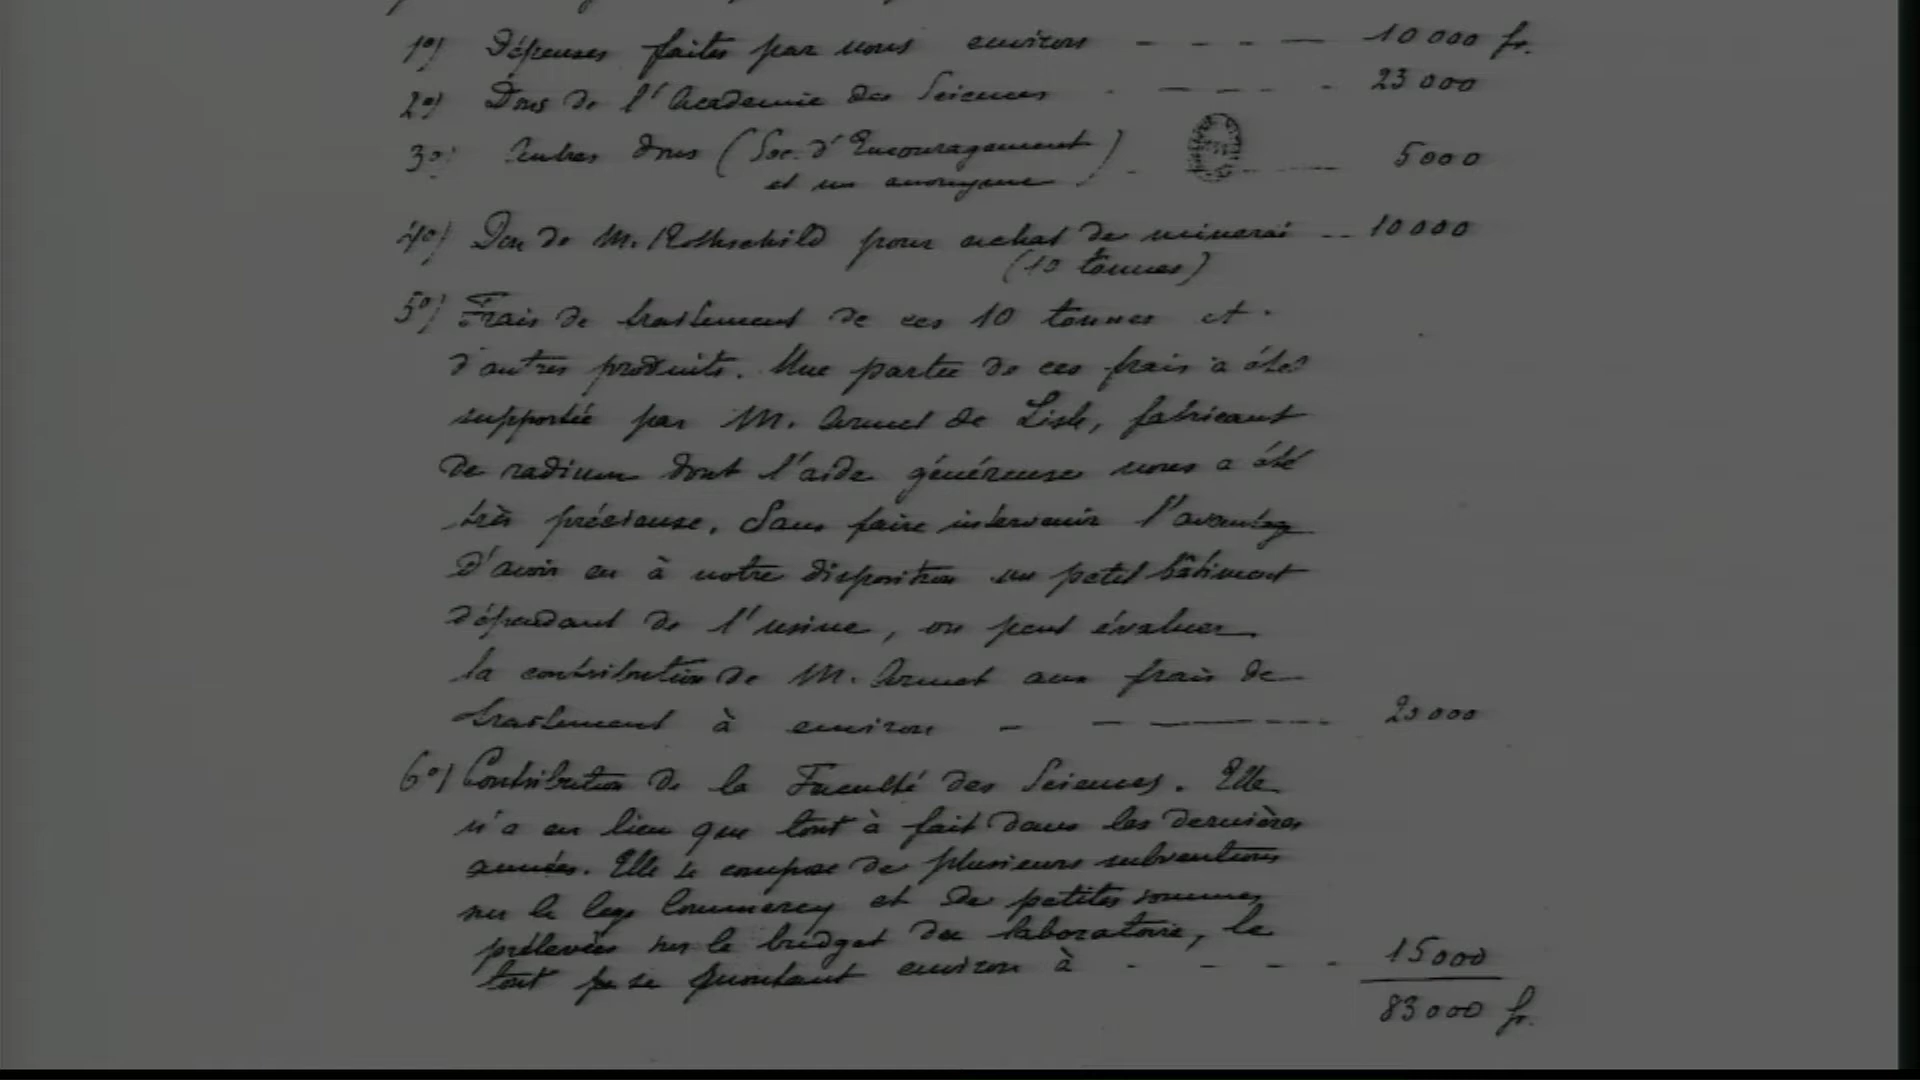 1°) Dépenses faites par nous environ - - - - 10 000 fr.
2°) Dons de l'Academie des Sciences - - - - - 23 000
3°) Autres dons (Soc. d'Encouragement
et un anonyme) - - - 5000
4°) Don de M. Rothschild pour achat de minerai - - 10 000
(10 tonnes)
5°) Frais de traitement de ces 10 tonnes et
d'autres produits. Une partie de ces frais a été
supportée par M. Armet de Lisle, fabricant
de radium dont l'aide généreuse nous a été
très précieuse. Sans faire intervenir l'avantage
d'avoir eu à notre disposition un petit bâtiment
dépendant de l'usine, on peut évaluer
la contribution de M. Armet aux frais de
traitement à environ - - - - - 20 000
6°) Contribution de la Faculté des Sciences. Elle
n'a eu lieu que tout à fait dans les dernières
années. Elle se compose de plusieurs subventions
sur le legs Commercy et de petites sommes
prélevées sur le budget du laboratoire, le
tout se montant environ à - - - - - 15 000
83 000 fr.